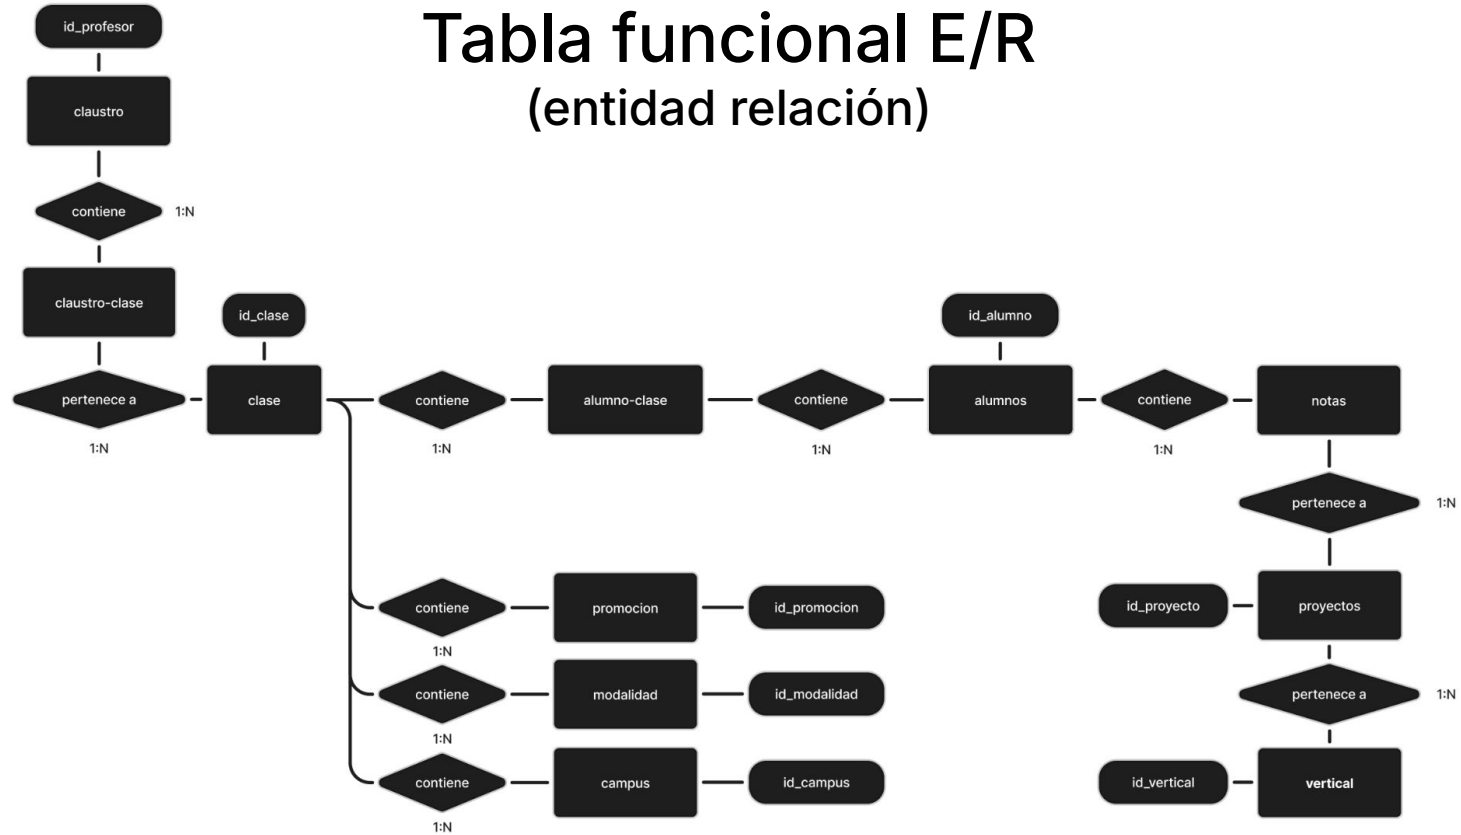 Tabla funcional E/R
(entidad relación)
id_profesor
claustro
contiene
1:N
claustro-clase
pertenece a
1:N
id_clase
clase
contiene
1:N
alumno-clase
contiene
1:N
id_alumno
alumnos
contiene
1:N
notas
pertenece a
1:N
id_proyecto
proyectos
pertenece a
1:N
id_vertical
vertical
contiene
1:N
promocion
id_promocion
contiene
1:N
modalidad
id_modalidad
contiene
1:N
campus
id_campus